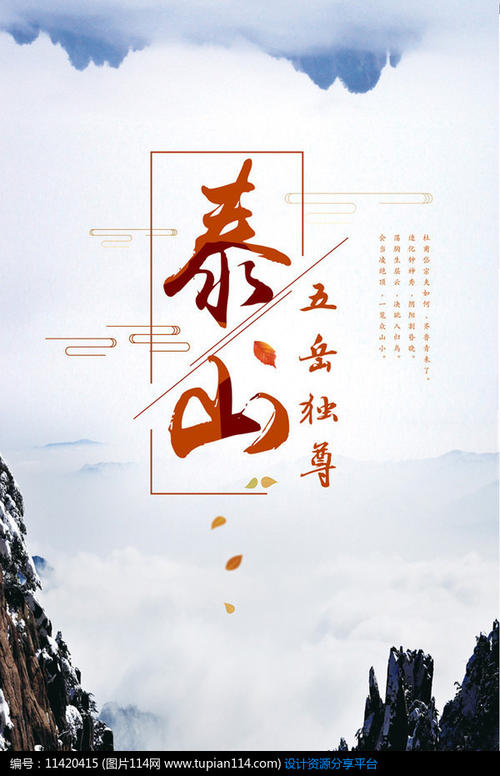 泰山
五岳独尊
杜甫岱宗夫如何,齐鲁青未了。
造化钟神秀,阴阳割昏晓。
荡胸生层云,决眦入归鸟。
会当凌绝顶,一览众山小。
编号:11420415 (图片114网 www.tupian114.com) 设计资源分享平台